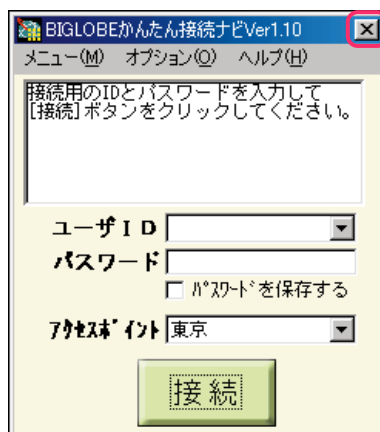 BIGLOBEかんたん接続ナビVer1.10
メニュー(M) オプション(O) ヘルプ(H)
接続用のIDとパスワードを入力して
[接続]ボタンをクリックしてください。
ユーザID
パスワード
ﾊﾟｽﾜｰﾄﾞを保存する
ｱｸｾｽﾎﾟｲﾝﾄ 東京
接続